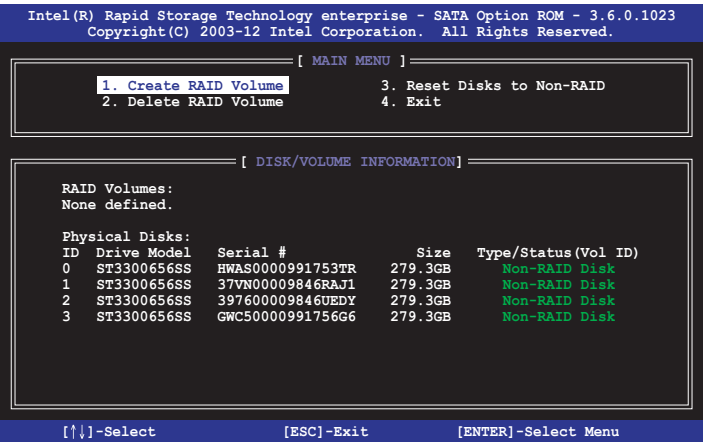 Intel(R) Rapid Storage Technology enterprise - SATA Option ROM - 3.6.0.1023
Copyright(C) 2003-12 Intel Corporation. All Rights Reserved.
[ MAIN MENU ]
1. Create RAID Volume 3. Reset Disks to Non-RAID
2. Delete RAID Volume 4. Exit
[ DISK/VOLUME INFORMATION]
RAID Volumes:
None defined.
Physical Disks:
ID Drive Model Serial # Size Type/Status(Vol ID)
0 ST3300656SS HWAS0000991753TR 279.3GB Non-RAID Disk
1 ST3300656SS 37VN00009846RAJ1 279.3GB Non-RAID Disk
2 ST3300656SS 397600009846UEDY 279.3GB Non-RAID Disk
3 ST3300656SS GWC50000991756G6 279.3GB Non-RAID Disk
[↑↓]-Select [ESC]-Exit [ENTER]-Select Menu